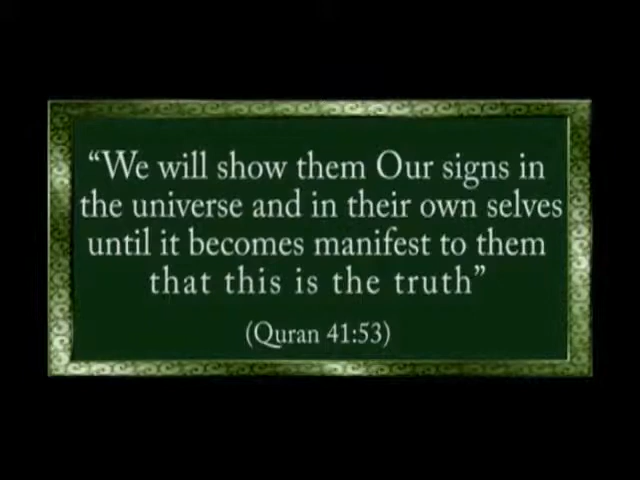 “We will show them Our signs in
the universe and in their own selves
until it becomes manifest to them
that this is the truth”
(Quran 41:53)